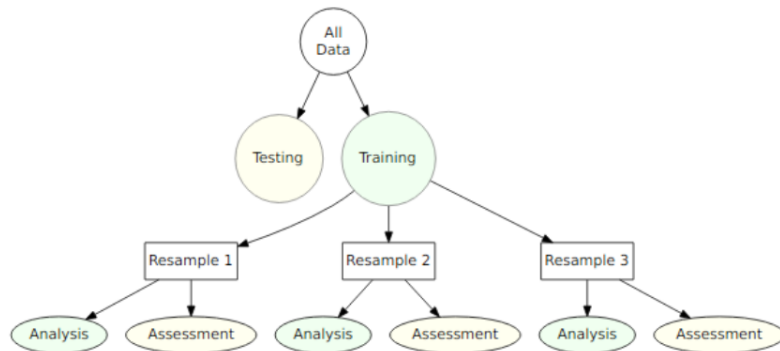 All
Data
Testing
Training
Resample 1
Resample 2
Resample 3
Analysis
Assessment
Analysis
Assessment
Analysis
Assessment